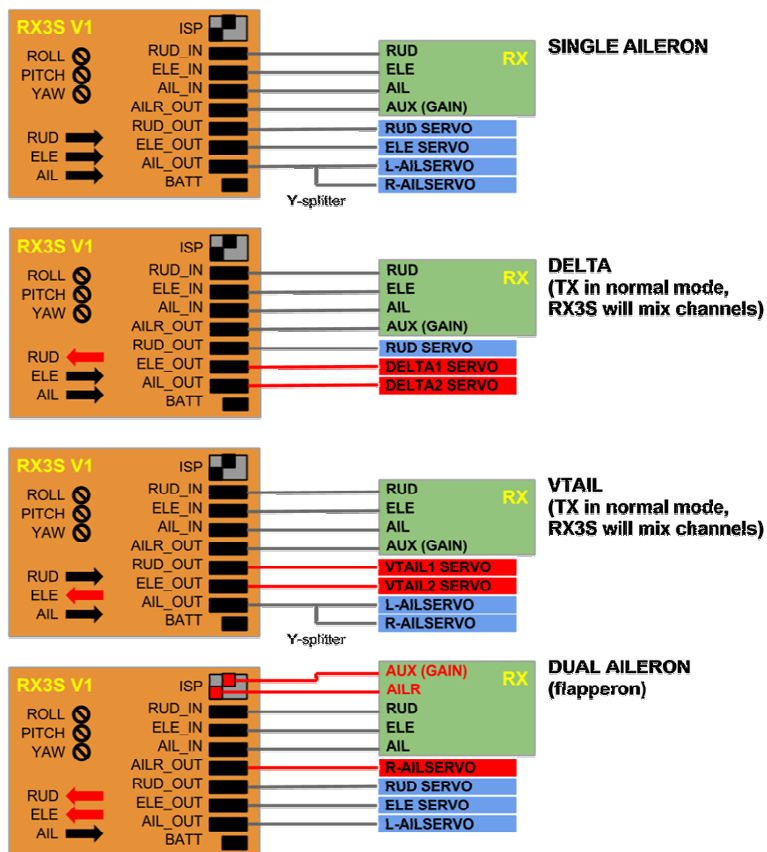 RX3S V1
ISP
ROLL
PITCH
YAW
RUD
ELE
AIL
RUD_IN
ELE_IN
AIL_IN
AILR_OUT
RUD_OUT
ELE_OUT
AIL_OUT
BATT
RUD
ELE
AIL
AUX (GAIN)
RX
RUD SERVO
ELE SERVO
L-AILSERVO
R-AILSERVO
Y-splitter
SINGLE AILERON
RX3S V1
ISP
ROLL
PITCH
YAW
RUD
ELE
AIL
RUD_IN
ELE_IN
AIL_IN
AILR_OUT
RUD_OUT
ELE_OUT
AIL_OUT
BATT
RUD
ELE
AIL
AUX (GAIN)
RX
RUD SERVO
DELTA1 SERVO
DELTA2 SERVO
DELTA
(TX in normal mode,
RX3S will mix channels)
RX3S V1
ISP
ROLL
PITCH
YAW
RUD
ELE
AIL
RUD_IN
ELE_IN
AIL_IN
AILR_OUT
RUD_OUT
ELE_OUT
AIL_OUT
BATT
RUD
ELE
AIL
AUX (GAIN)
RX
VTAIL1 SERVO
VTAIL2 SERVO
L-AILSERVO
R-AILSERVO
Y-splitter
VTAIL
(TX in normal mode,
RX3S will mix channels)
RX3S V1
ISP
ROLL
PITCH
YAW
RUD
ELE
AIL
RUD_IN
ELE_IN
AIL_IN
AILR_OUT
RUD_OUT
ELE_OUT
AIL_OUT
BATT
AUX (GAIN)
AILR
RUD
ELE
AIL
RX
R-AILSERVO
RUD SERVO
ELE SERVO
L-AILSERVO
DUAL AILERON
(flapperon)